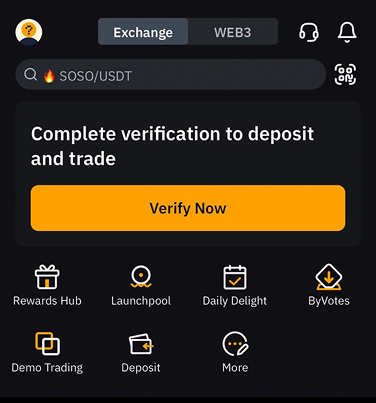 Exchange WEB3
SOSO/USDT
Complete verification to deposit
and trade
Verify Now
Rewards Hub Launchpool Daily Delight ByVotes
Demo Trading Deposit More